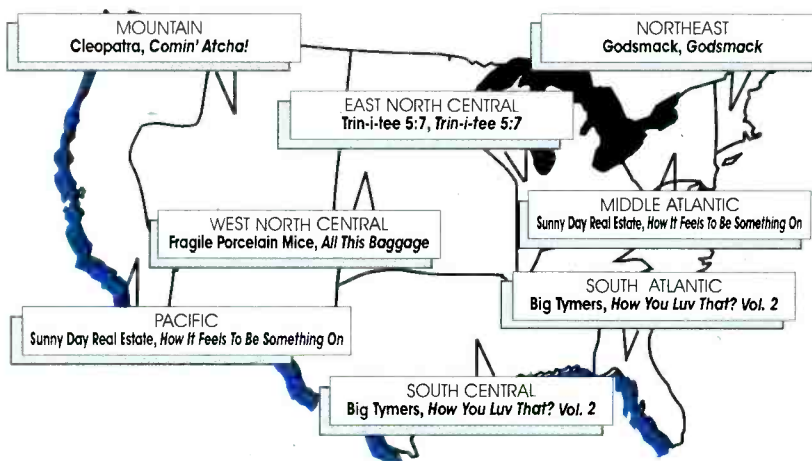 MOUNTAIN
Cleopatra, Comin' Atcha!
NORTHEAST
Godsmack, Godsmack
EAST NORTH CENTRAL
Trin-i-tee 5:7, Trin-i-tee 5:7
MIDDLE ATLANTIC
Sunny Day Real Estate, How It Feels To Be Something On
WEST NORTH CENTRAL
Fragile Porcelain Mice, All This Baggage
SOUTH ATLANTIC
Big Tymers, How You Luv That? Vol. 2
PACIFIC
Sunny Day Real Estate, How It Feels To Be Something On
SOUTH CENTRAL
Big Tymers, How You Luv That? Vol. 2